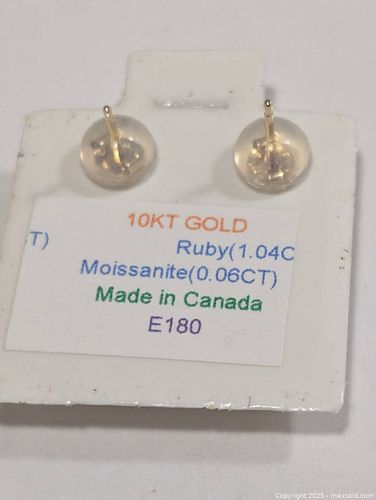 10KT GOLD
T) Ruby(1.04C
Moissanite(0.06CT)
Made in Canada
E180
Copyright 2025 - maxsold.com